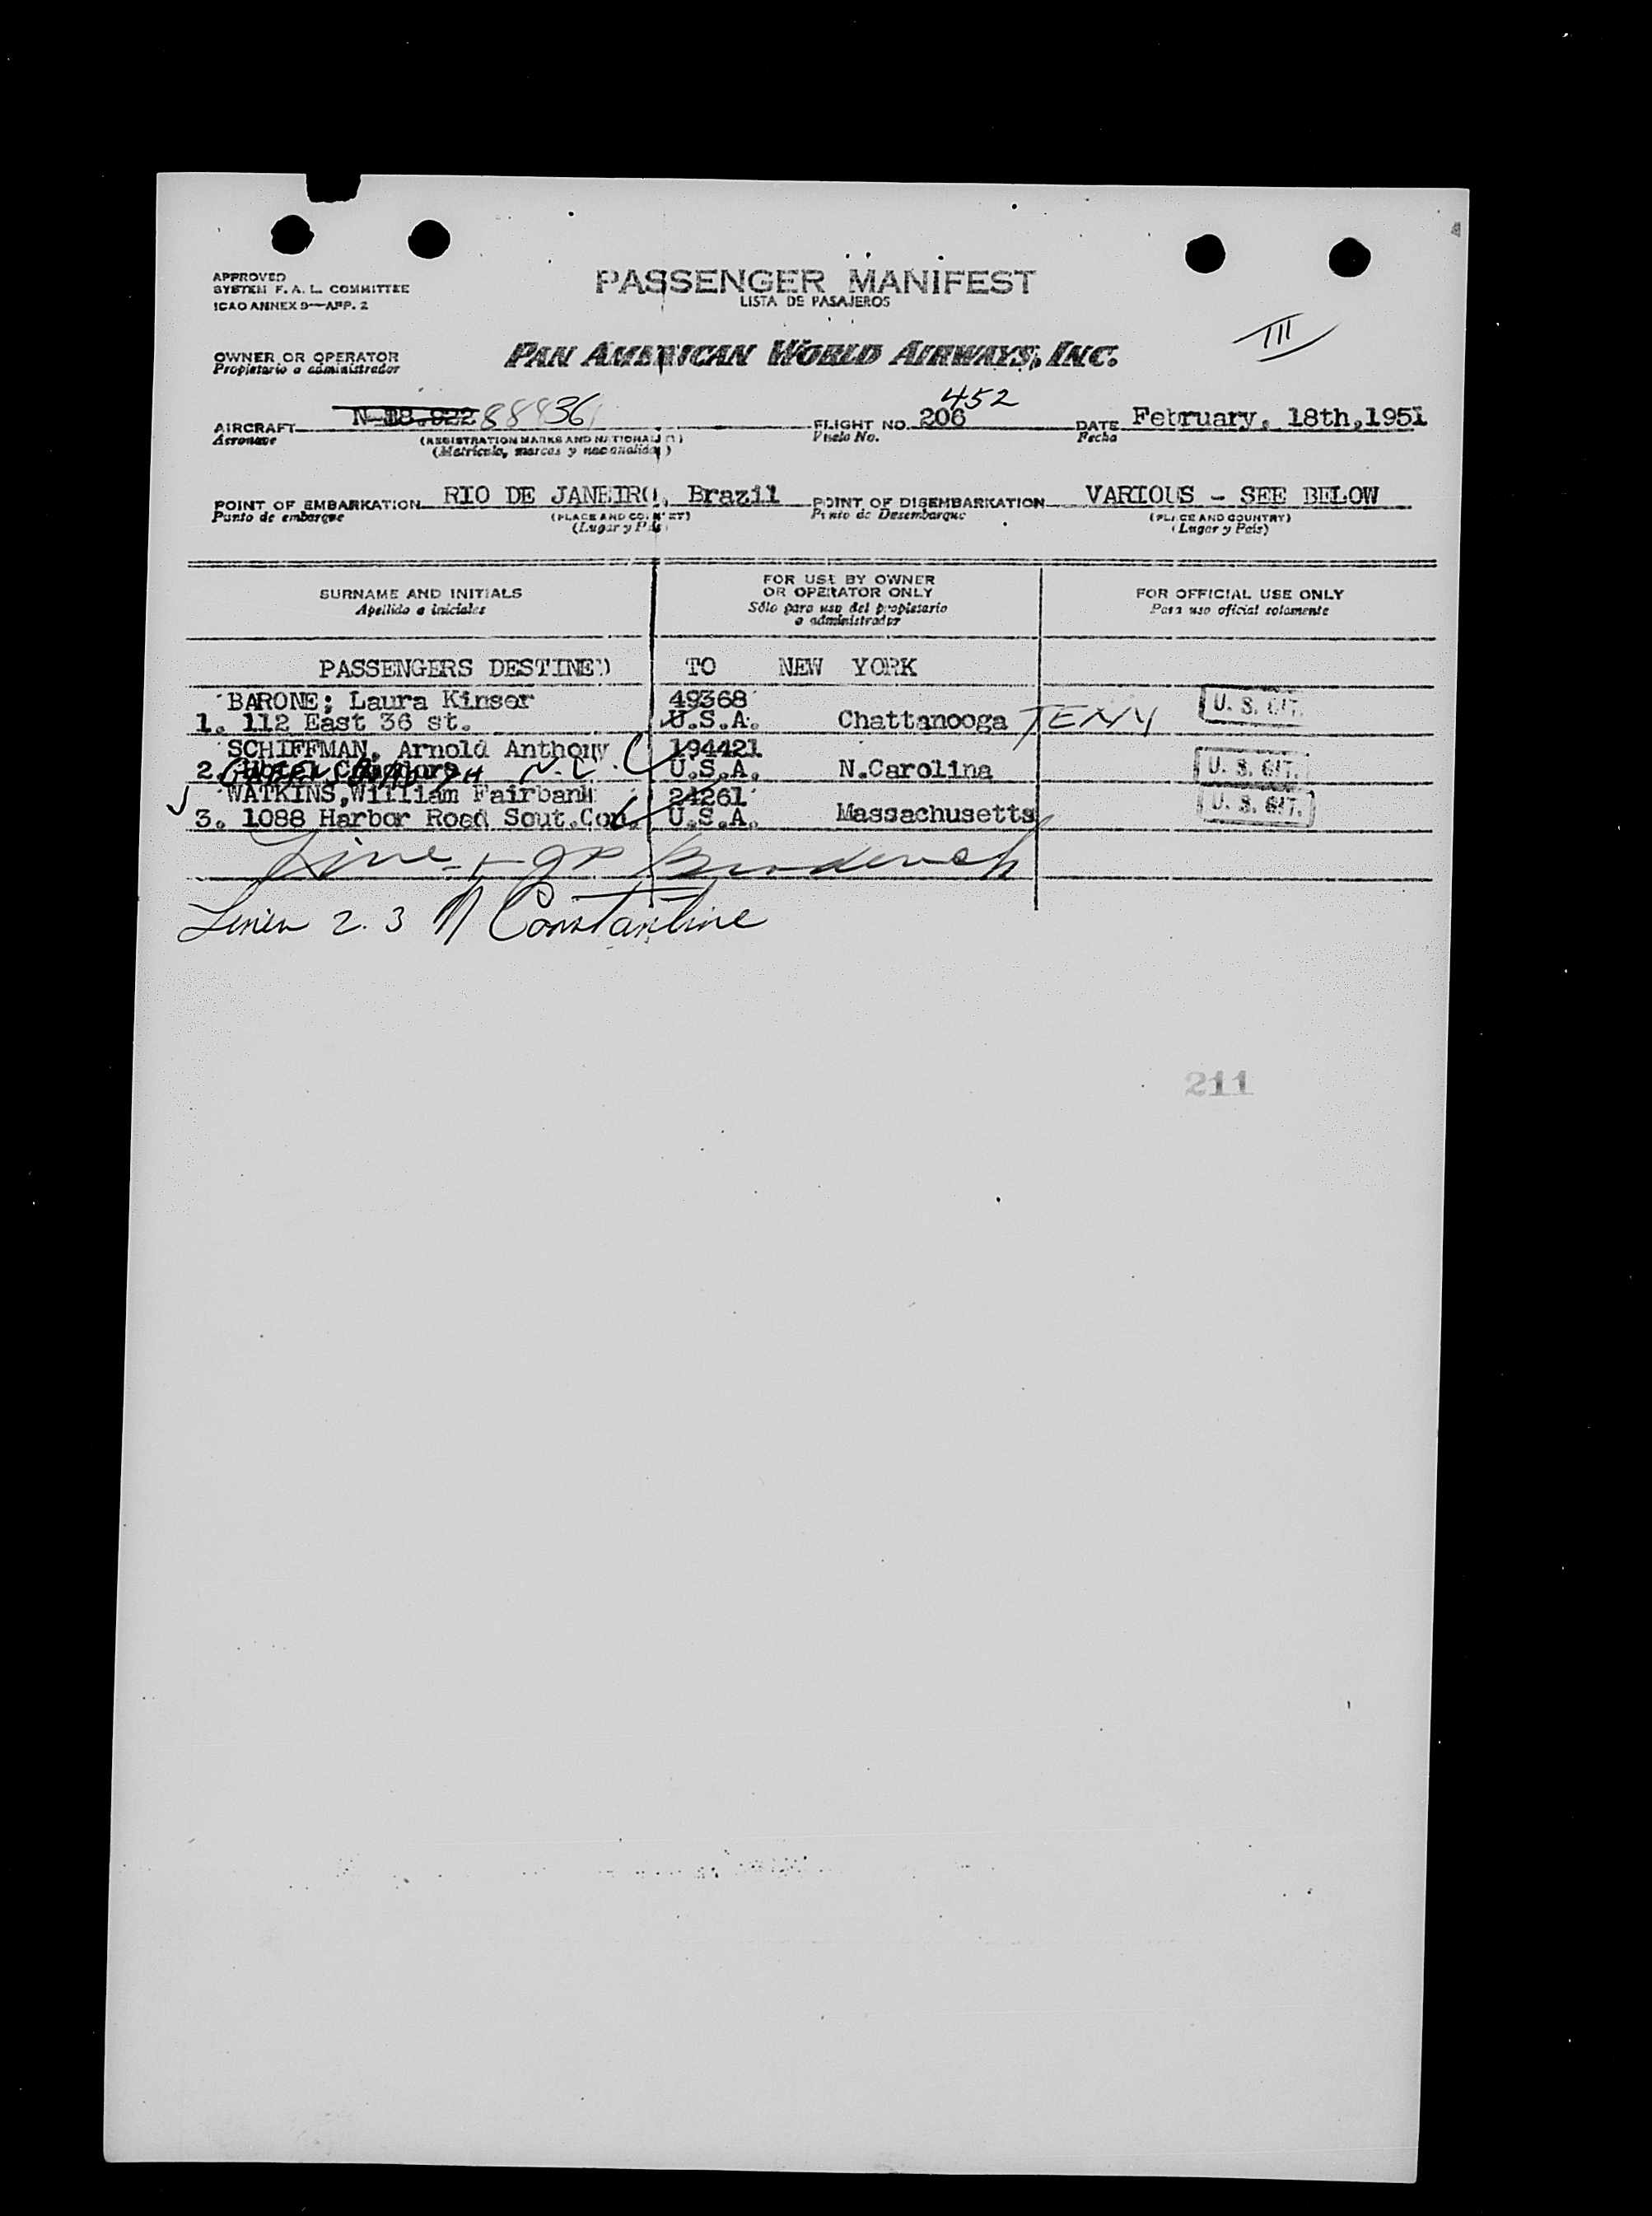 APPROVED
SYSTEM F. A. L. COMMITTEE
ICAO ANNEX 9—APP. 2
PASSENGER MANIFEST
LISTA DE PASAJEROS
III
OWNER OR OPERATOR
Propietario o administrador
PAN AMERICAN WORLD AIRWAYS, INC.
AIRCRAFT N 88836
Aeronave
(REGISTRATION MARKS AND NATIONALITY)
(Matricula, marcas y nacionalidad)
FLIGHT NO. 206 452
Vuelo No.
DATE February, 18th,1951
Fecha
POINT OF EMBARKATION RIO DE JANEIRO, Brazil
Punto de embarque
(PLACE AND COUNTRY)
(Lugar y País)
POINT OF DISEMBARKATION VARIOUS - SEE BELOW
Punto de Desembarque
(PLACE AND COUNTRY)
(Lugar y País)
SURNAME AND INITIALS
Apellido e iniciales
FOR USE BY OWNER
OR OPERATOR ONLY
Sólo para uso del propietario
o administrador
FOR OFFICIAL USE ONLY
Para uso oficial solamente
PASSENGERS DESTINED TO NEW YORK
BARONE; Laura Kinser 49368
1. 112 East 36 st. U.S.A. Chattanooga TENN U. S. CIT.
SCHIFFMAN, Arnold Anthony 194421
2. Hotel N.C. U.S.A. N.Carolina U. S. CIT.
WATKINS,William Fairbank 24261
3. 1088 Harbor Road Sout.Con. U.S.A. Massachusetts U. S. CIT.
Line 1
Lines 2. 3 Constantine
211